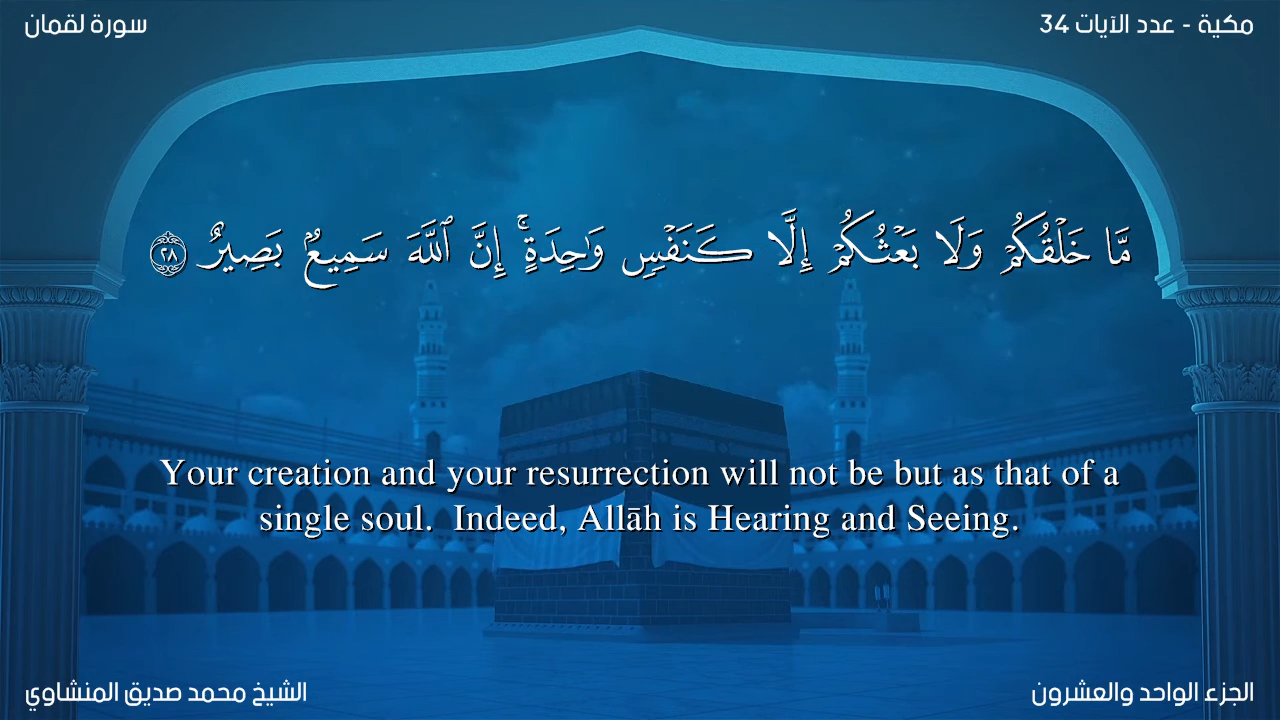 مكية - عدد الآيات 34
سورة لقمان
مَّا خَلْقُكُمْ وَلَا بَعْثُكُمْ إِلَّا كَنَفْسٍ وَٰحِدَةٍ ۚ إِنَّ ٱللَّهَ سَمِيعٌۢ بَصِيرٌ ٢٨
Your creation and your resurrection will not be but as that of a
single soul. Indeed, Allāh is Hearing and Seeing.
الجزء الواحد والعشرون
الشيخ محمد صديق المنشاوي